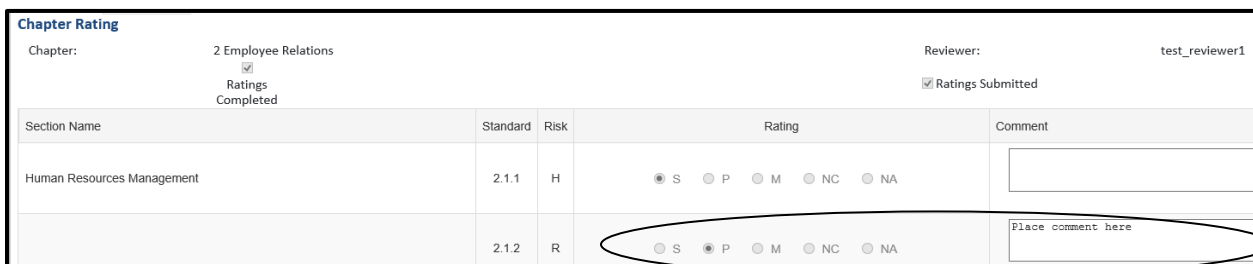 Chapter Rating
Chapter: 2 Employee Relations Reviewer: test_reviewer1
Ratings Completed
Ratings Submitted
Section Name Standard Risk Rating Comment
Human Resources Management 2.1.1 H S P M NC NA
2.1.2 R S P M NC NA Place comment here